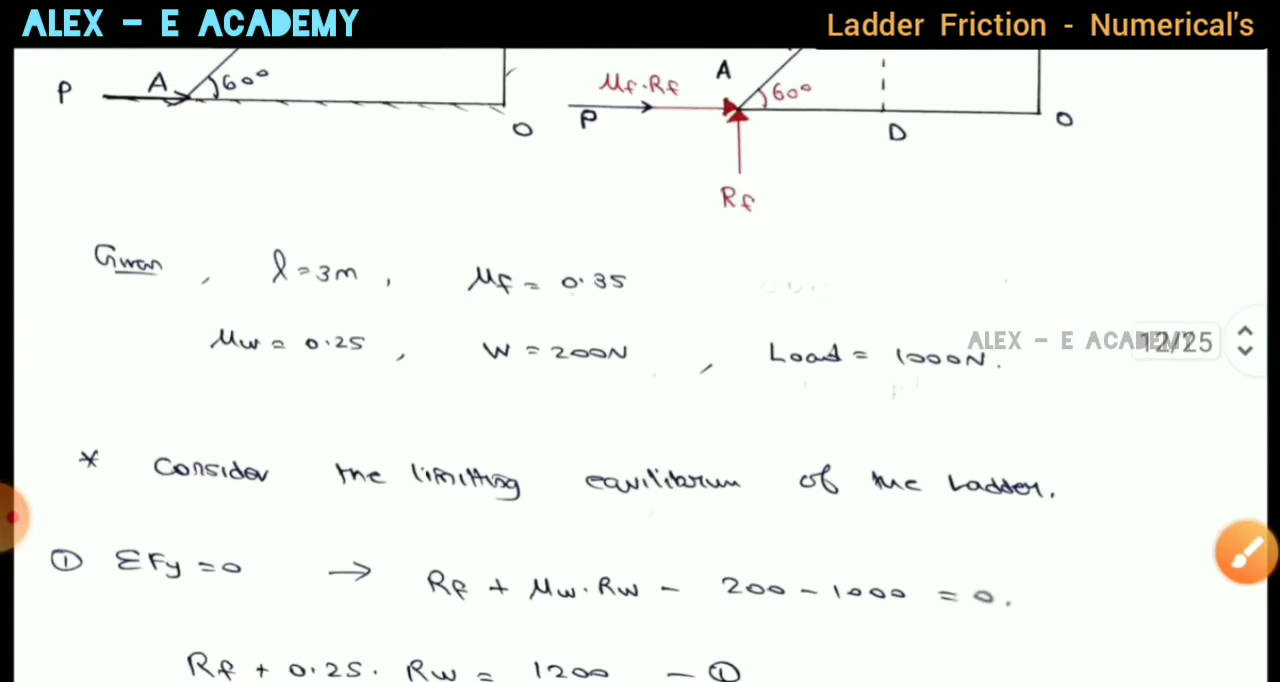 ALEX - E ACADEMY
Ladder Friction - Numerical's
P A 60° O
μf.Rf A 60° P D O
Rf
Given, l = 3m, μf = 0.35
μw = 0.25, W = 200N, Load = 1000N.
ALEX - E ACADEMY
12/25
* Consider the limitting equilibrum of the Ladder.
① ΣFy = 0 → Rf + μw.Rw - 200 - 1000 = 0.
Rf + 0.25. Rw = 1200 - ①